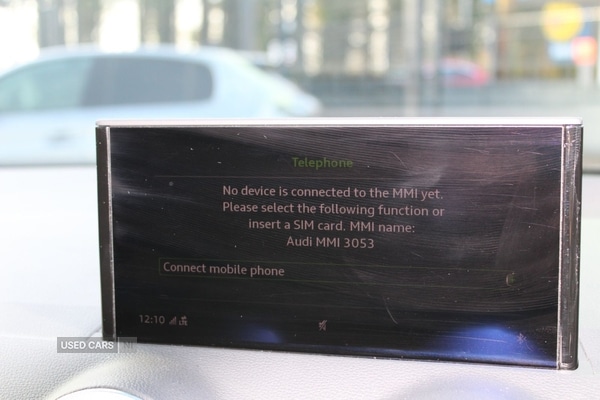 Telephone
No device is connected to the MMI yet.
Please select the following function or
insert a SIM card. MMI name:
Audi MMI 3053
Connect mobile phone
12:10
USED CARS NI